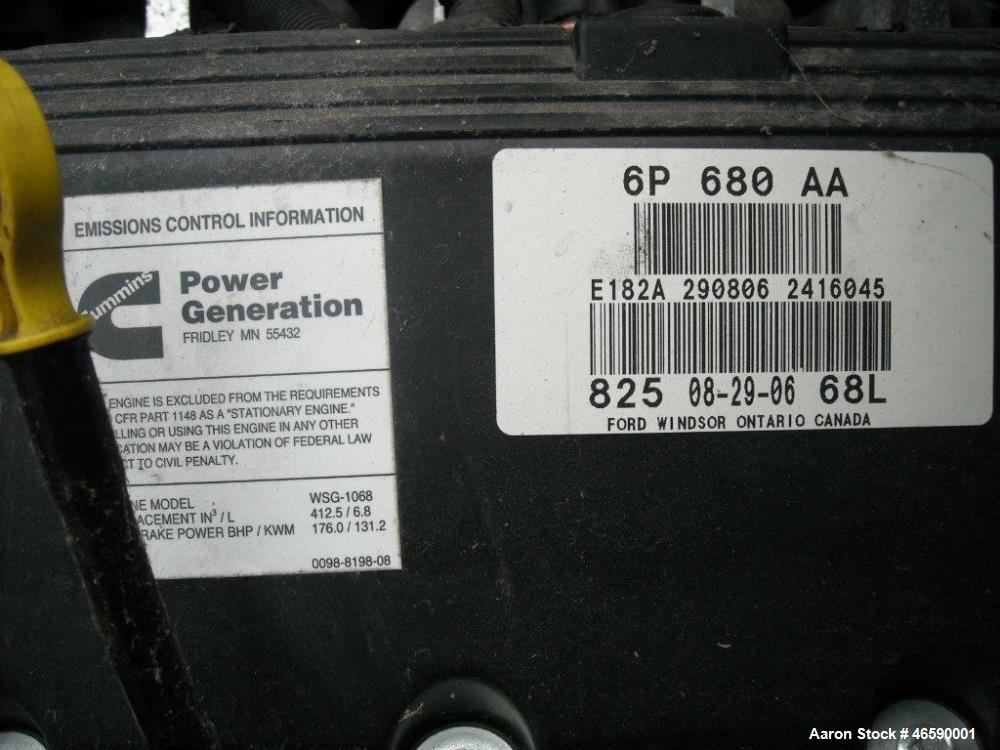 EMISSIONS CONTROL INFORMATION
Cummins
Power
Generation
FRIDLEY MN 55432
ENGINE IS EXCLUDED FROM THE REQUIREMENTS
CFR PART 1148 AS A "STATIONARY ENGINE."
LLING OR USING THIS ENGINE IN ANY OTHER
CATION MAY BE A VIOLATION OF FEDERAL LAW
CT TO CIVIL PENALTY.
NE MODEL WSG-1068
ACEMENT IN³ / L 412.5 / 6.8
RAKE POWER BHP / KWM 176.0 / 131.2
0098-8198-08
6P 680 AA
E182A 290806 2416045
825 08-29-06 68L
FORD WINDSOR ONTARIO CANADA
Aaron Stock # 46590001